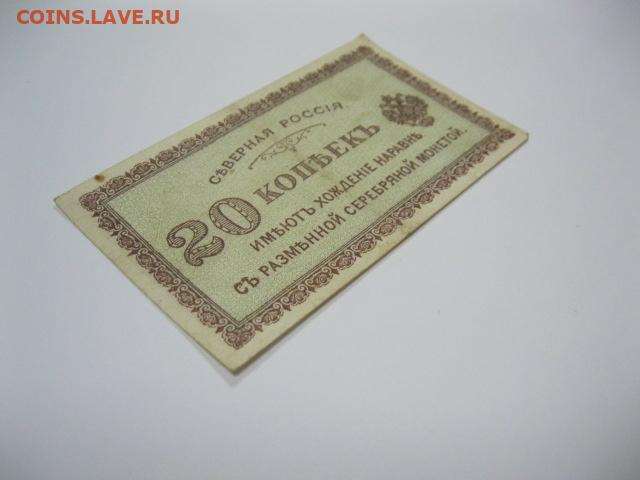 COINS.LAVE.RU
СѢВЕРНАЯ РОССІЯ
20 КОПѢЕКЪ
ИМѢЮТЪ ХОЖДЕНІЕ НАРАВНѢ
СЪ РАЗМѢННОЙ СЕРЕБРЯНОЙ МОНЕТОЙ.